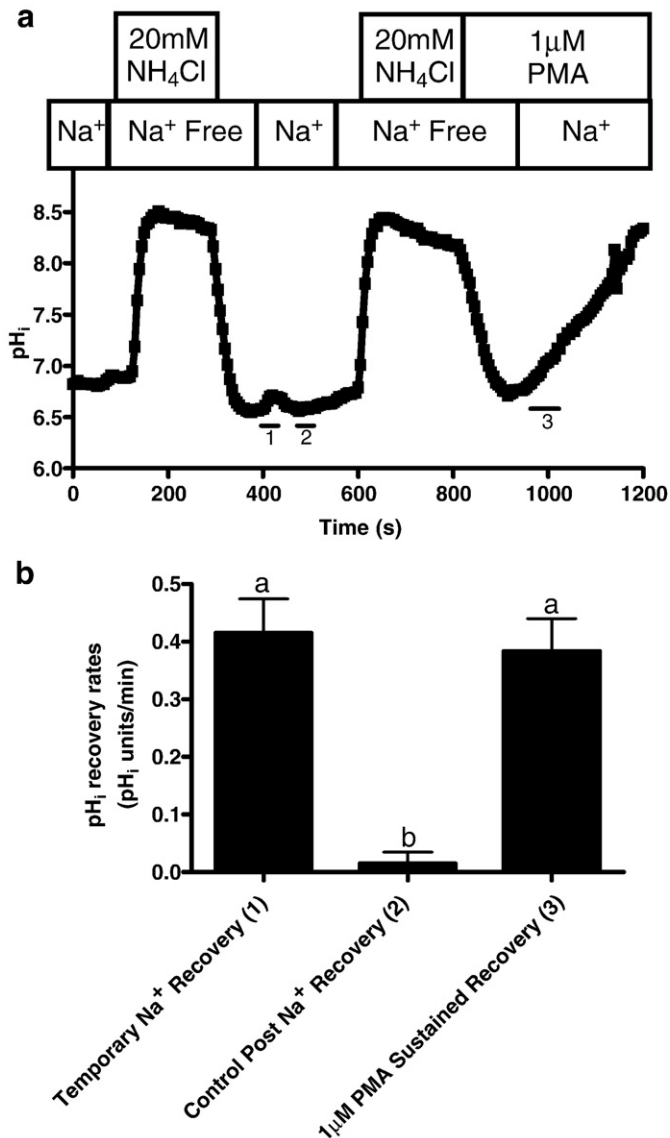 a
20mM
NH₄Cl
20mM
NH₄Cl
1μM
PMA
Na⁺
Na⁺ Free
Na⁺
Na⁺ Free
Na⁺
pHᵢ
8.5
8.0
7.5
7.0
6.5
6.0
1
2
3
0
200
400
600
800
1000
1200
Time (s)
b
pHᵢ recovery rates
(pHᵢ units/min)
0.5
0.4
0.3
0.2
0.1
0.0
a
b
a
Temporary Na⁺ Recovery (1)
Control Post Na⁺ Recovery (2)
1μM PMA Sustained Recovery (3)